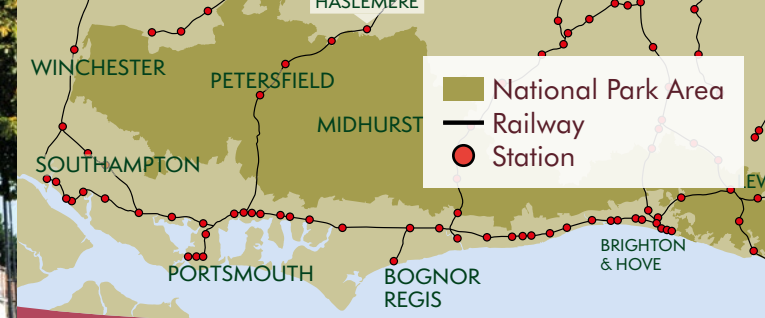 HASLEMERE
WINCHESTER
PETERSFIELD
MIDHURST
SOUTHAMPTON
PORTSMOUTH
BOGNOR
REGIS
BRIGHTON
& HOVE
National Park Area
Railway
Station